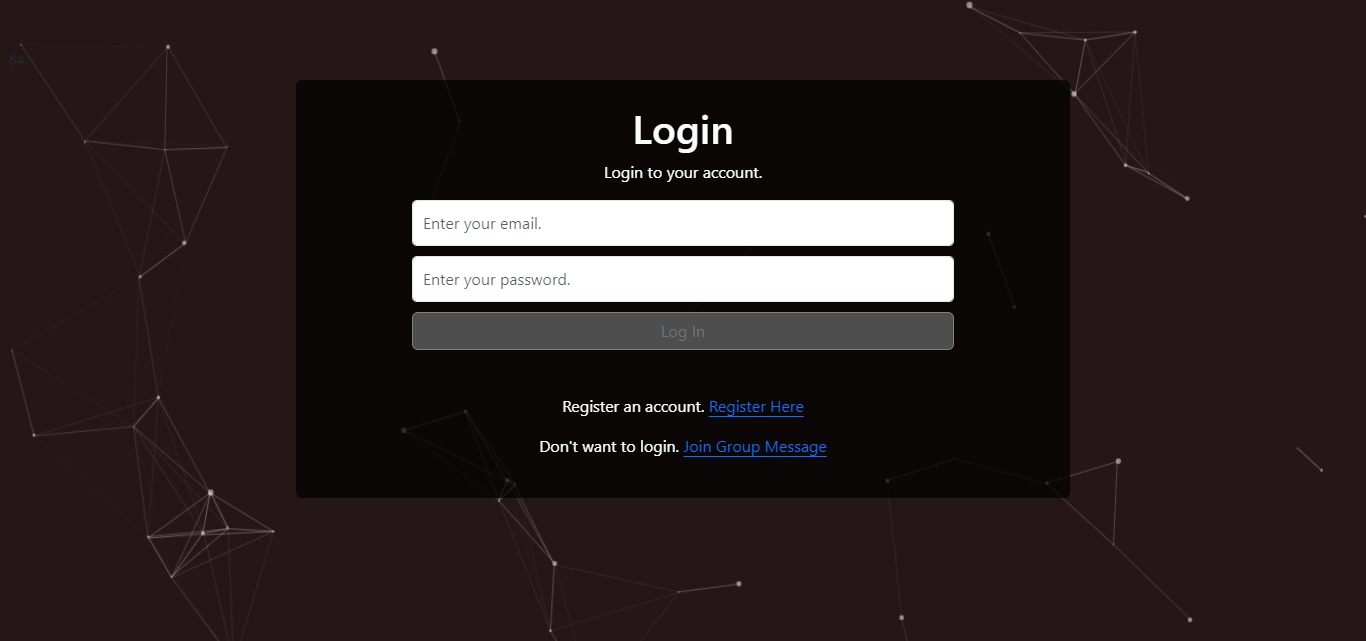 54
Login
Login to your account.
Enter your email.
Enter your password.
Log In
Register an account. Register Here
Don't want to login. Join Group Message